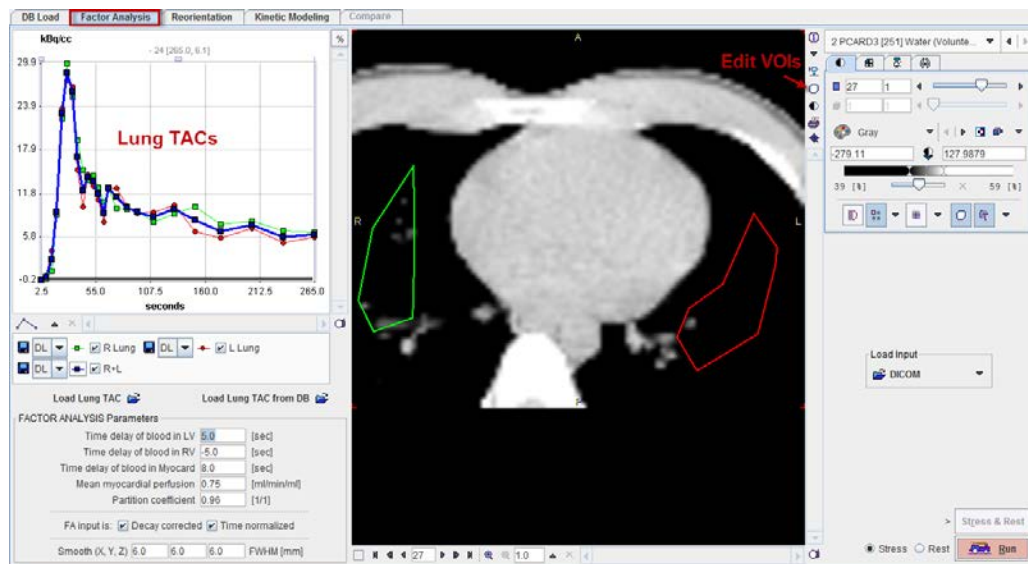 DB Load Factor Analysis Reorientation Kinetic Modeling Compare
kBq/cc
- 24 [265.0, 6.1]
%
29.9
23.9
17.9
11.8
5.8
-0.2
Lung TACs
2.5 55.0 107.5 160.0 212.5 265.0
seconds
DL R Lung DL L Lung
DL R+L
Load Lung TAC Load Lung TAC from DB
FACTOR ANALYSIS Parameters
Time delay of blood in LV 5.0 [sec]
Time delay of blood in RV -5.0 [sec]
Time delay of blood in Myocard 8.0 [sec]
Mean myocardial perfusion 0.75 [ml/min/ml]
Partition coefficient 0.96 [1/1]
FA input is: Decay corrected Time normalized
Smooth (X, Y, Z) 6.0 6.0 6.0 FWHM [mm]
A
Edit VOIs
R
L
27 1.0
2 PCARD3 [251] Water (Volunte...
27 1
1 1
Gray
-279.11 127.9879
39 [%] 59 [%]
Load Input
DICOM
> Stress & Rest
Stress Rest Run